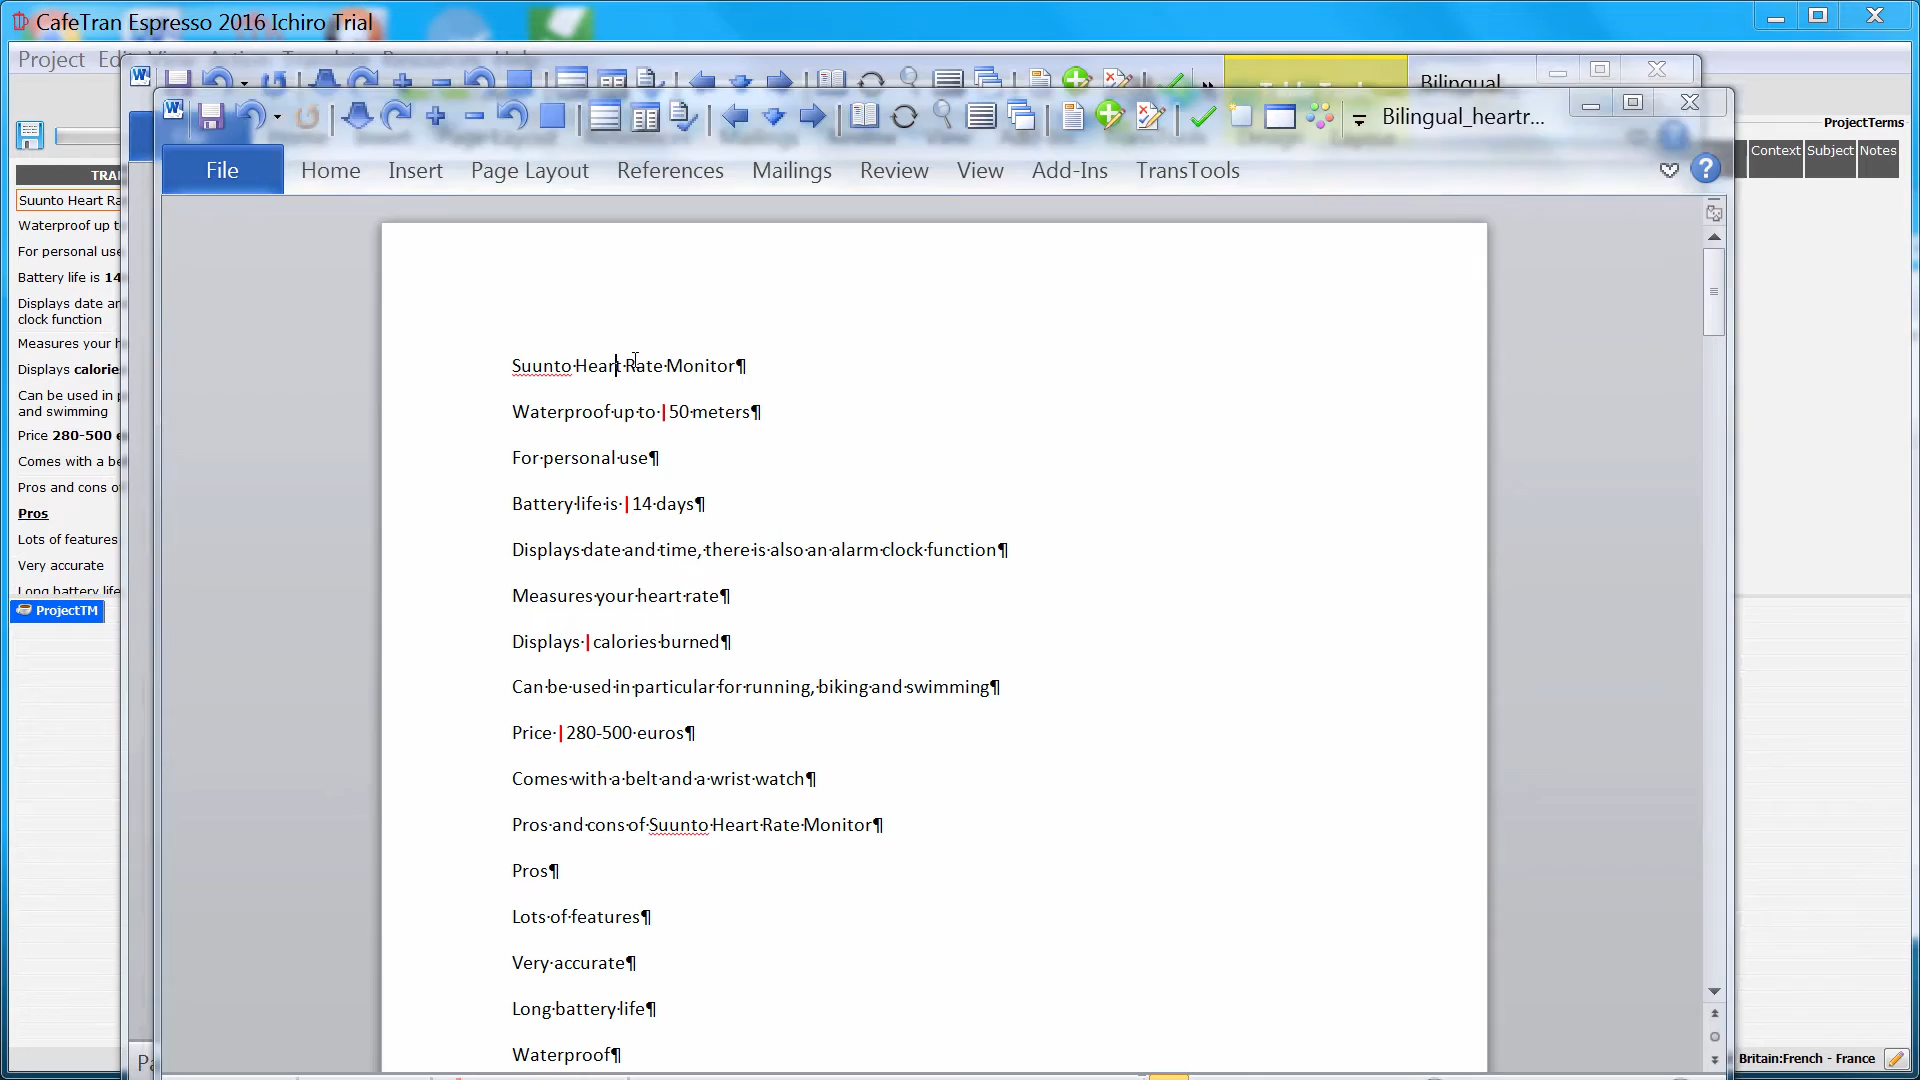 CafeTran Espresso 2016 Ichiro Trial
Project
Bilingual
Bilingual_heartr...
ProjectTerms
Context Subject Notes
File Home Insert Page Layout References Mailings Review View Add-Ins TransTools
TRA
Suunto Heart Ra
Waterproof up t
For personal use
Battery life is 14
Displays date an
clock function
Measures your h
Displays calorie
Can be used in p
and swimming
Price 280-500 e
Comes with a be
Pros and cons o
Pros
Lots of features
Very accurate
Long battery life
ProjectTM
Suunto·Heart·Rate·Monitor¶
Waterproof·up·to·|50·meters¶
For·personal·use¶
Battery·life·is·|14·days¶
Displays·date·and·time,·there·is·also·an·alarm·clock·function¶
Measures·your·heart·rate¶
Displays·|calories·burned¶
Can·be·used·in·particular·for·running,·biking·and·swimming¶
Price·|280-500·euros¶
Comes·with·a·belt·and·a·wrist·watch¶
Pros·and·cons·of·Suunto·Heart·Rate·Monitor¶
Pros¶
Lots·of·features¶
Very·accurate¶
Long·battery·life¶
Waterproof¶
Britain:French - France